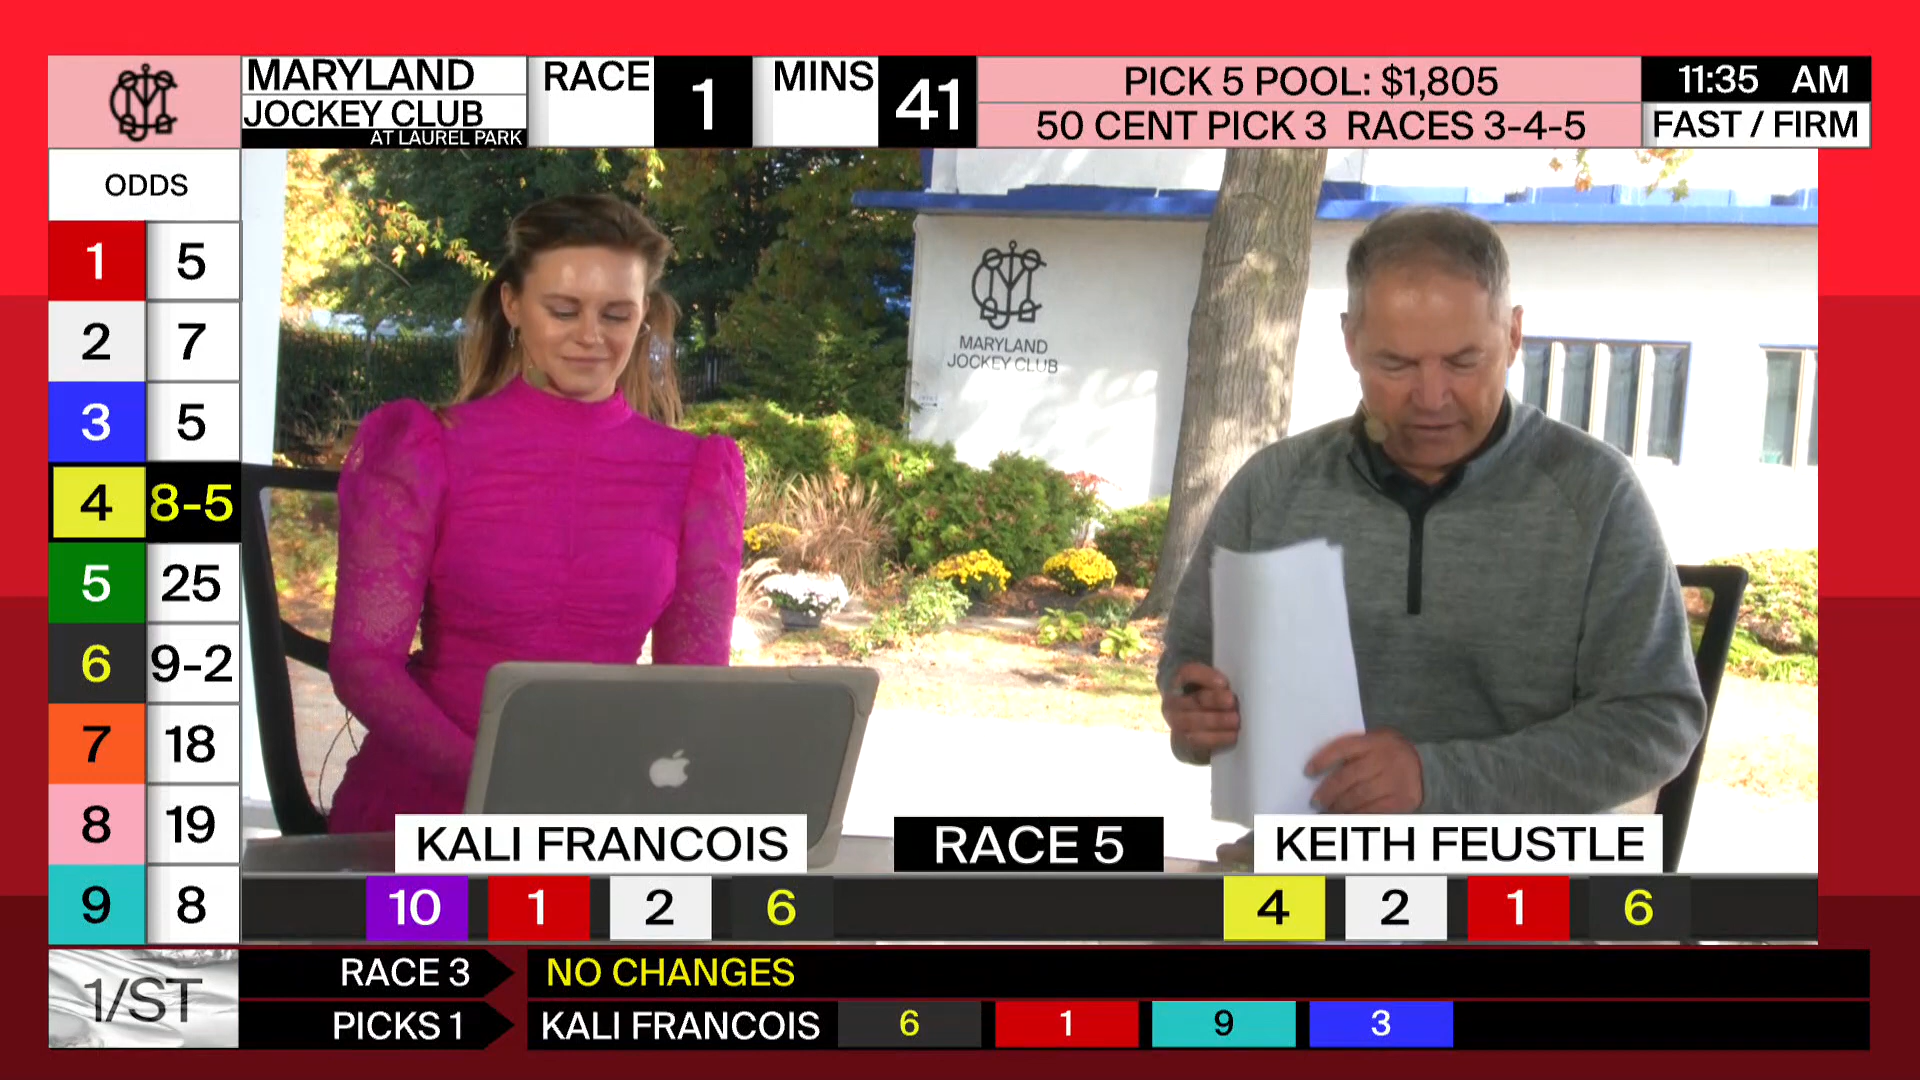 MARYLAND
JOCKEY CLUB
AT LAUREL PARK
RACE 1
MINS 41
PICK 5 POOL: $1,805
50 CENT PICK 3 RACES 3-4-5
11:35 AM
FAST / FIRM
ODDS
1 5
2 7
3 5
4 8-5
5 25
6 9-2
7 18
8 19
9 8
MARYLAND
JOCKEY CLUB
KALI FRANCOIS
RACE 5
KEITH FEUSTLE
10 1 2 6
4 2 1 6
1/ST
RACE 3 NO CHANGES
PICKS 1 KALI FRANCOIS 6 1 9 3